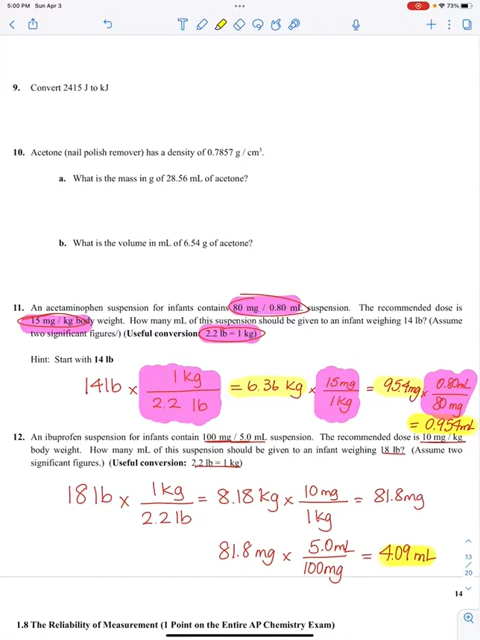 5:00 PM Sun Apr 3
73%
9. Convert 2415 J to kJ
10. Acetone (nail polish remover) has a density of 0.7857 g / cm³.
a. What is the mass in g of 28.56 mL of acetone?
b. What is the volume in mL of 6.54 g of acetone?
11. An acetaminophen suspension for infants contains 80 mg / 0.80 mL suspension. The recommended dose is
15 mg / kg body weight. How many mL of this suspension should be given to an infant weighing 14 lb? (Assume
two significant figures/) (Useful conversion: 2.2 lb = 1 kg)
Hint: Start with 14 lb
14 lb × 1 kg / 2.2 lb = 6.36 kg × 15 mg / 1 kg = 954 mg × 0.80 mL / 80 mg
= 0.954 mL
12. An ibuprofen suspension for infants contain 100 mg / 5.0 mL suspension. The recommended dose is 10 mg / kg
body weight. How many mL of this suspension should be given to an infant weighing 18 lb? (Assume two
significant figures.) (Useful conversion: 2.2 lb = 1 kg)
18 lb × 1 kg / 2.2 lb = 8.18 kg × 10 mg / 1 kg = 81.8 mg
81.8 mg × 5.0 mL / 100 mg = 4.09 mL
13 / 20
14
1.8 The Reliability of Measurement (1 Point on the Entire AP Chemistry Exam)